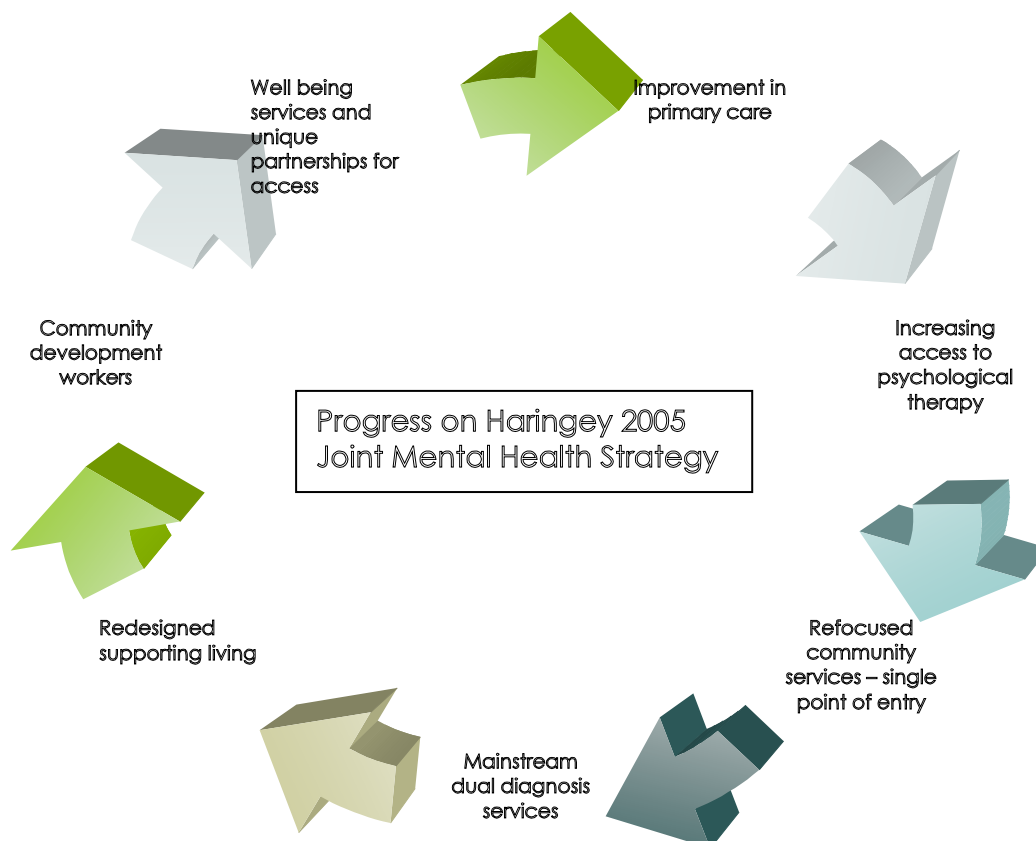 Well being
services and
unique
partnerships for
access
Improvement in
primary care
Community
development
workers
Increasing
access to
psychological
therapy
Progress on Haringey 2005
Joint Mental Health Strategy
Redesigned
supporting living
Refocused
community
services – single
point of entry
Mainstream
dual diagnosis
services